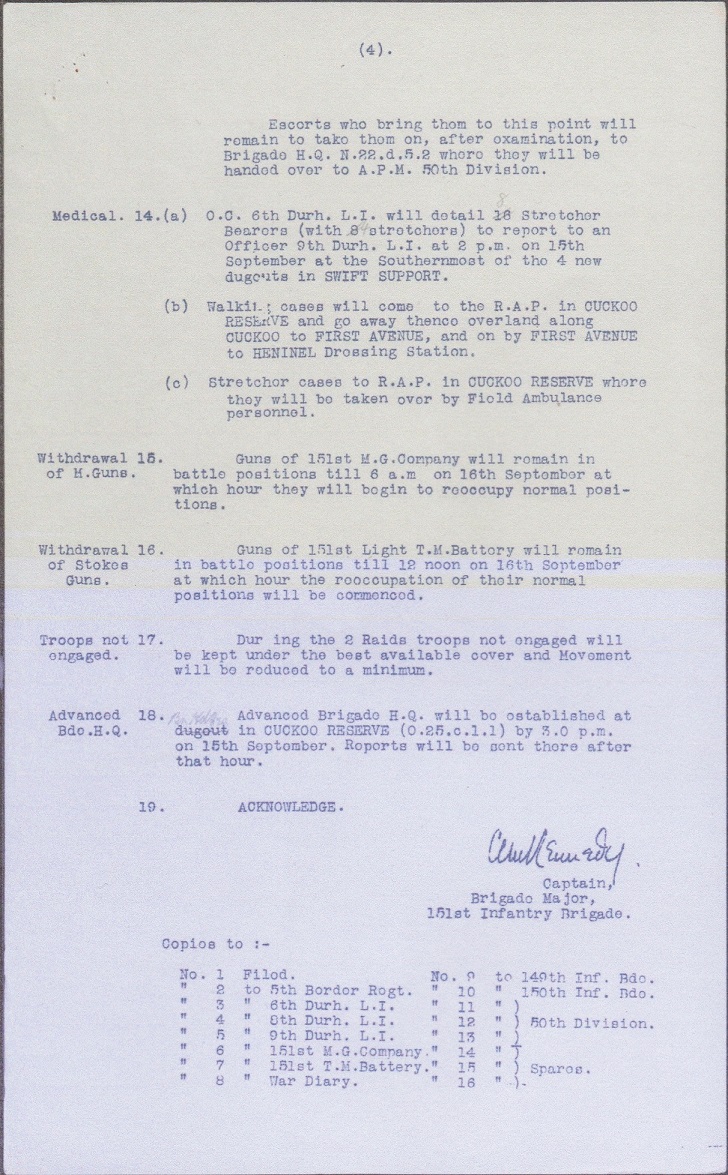 (4).
Escorts who bring them to this point will
remain to take them on, after examination, to
Brigade H.Q. N.22.d.5.2 where they will be
handed over to A.P.M. 50th Division.
8
Medical. 14.(a) O.C. 6th Durh. L.I. will detail 16 Stretcher
Bearers (with 8 stretchers) to report to an
Officer 9th Durh. L.I. at 2 p.m. on 15th
September at the Southernmost of the 4 new
dugouts in SWIFT SUPPORT.
(b) Walking cases will come to the R.A.P. in CUCKOO
RESERVE and go away thence overland along
CUCKOO to FIRST AVENUE, and on by FIRST AVENUE
to HENINEL Dressing Station.
(c) Stretcher cases to R.A.P. in CUCKOO RESERVE where
they will be taken over by Field Ambulance
personnel.
Withdrawal 15. Guns of 151st M.G.Company will remain in
of M.Guns. battle positions till 6 a.m on 16th September at
which hour they will begin to reoccupy normal posi-
tions.
Withdrawal 16. Guns of 151st Light T.M.Battery will remain
of Stokes in battle positions till 12 noon on 16th September
Guns. at which hour the reoccupation of their normal
positions will be commenced.
Troops not 17. Dur ing the 2 Raids troops not engaged will
engaged. be kept under the best available cover and Movement
will be reduced to a minimum.
Advanced 18. Advanced Brigade H.Q. will be established at
Bde.H.Q. dugout in CUCKOO RESERVE (O.25.c.1.1) by 3.0 p.m.
on 15th September. Reports will be sent there after
that hour.
19. ACKNOWLEDGE.
Captain,
Brigade Major,
151st Infantry Brigade.
Copies to :-
No. 1 Filed. No. 9 to 149th Inf. Bde.
" 2 to 5th Border Regt. " 10 " 150th Inf. Bde.
" 3 " 6th Durh. L.I. " 11 " )
" 4 " 8th Durh. L.I. " 12 " ) 50th Division.
" 5 " 9th Durh. L.I. " 13 " )
" 6 " 151st M.G.Company. " 14 " )
" 7 " 151st T.M.Battery. " 15 " ) Spares.
" 8 " War Diary. " 16 " )-